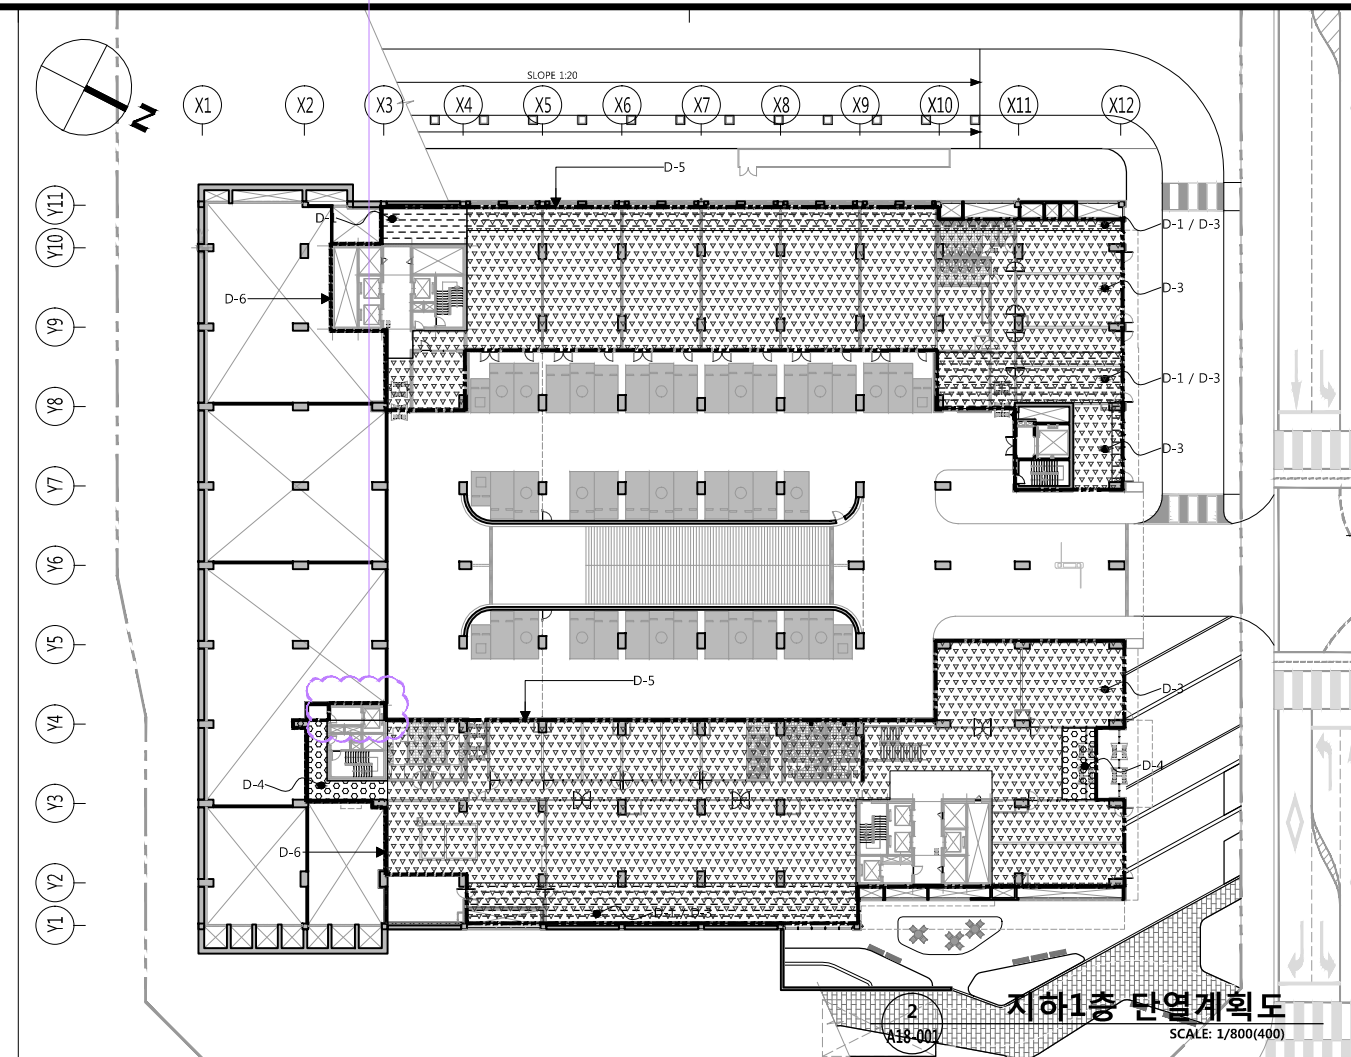 SLOPE 1:20
N
X1 X2 X3 X4 X5 X6 X7 X8 X9 X10 X11 X12
D-5
Y11
D-1 / D-3
Y10
D-3
D-6
Y9
D-1 / D-3
Y8
D-3
Y7
Y6
Y5
D-5
D-3
Y4
D-4
D-4
Y3
D-6
Y2
D-1 / D-3
Y1
2
A18-001
지하1층 단열계획도
SCALE: 1/800(400)